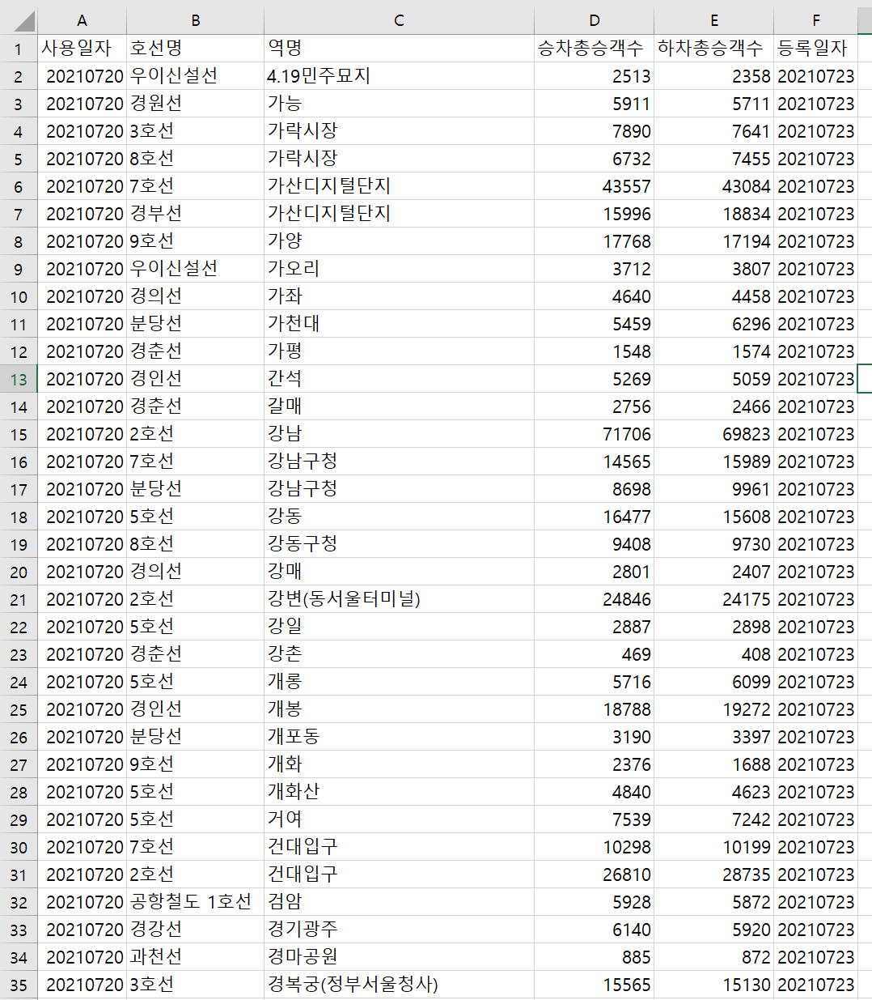 A B C D E F
1 사용일자 호선명 역명 승차총승객수 하차총승객수 등록일자
2 20210720 우이신설선 4.19민주묘지 2513 2358 20210723
3 20210720 경원선 가능 5911 5711 20210723
4 20210720 3호선 가락시장 7890 7641 20210723
5 20210720 8호선 가락시장 6732 7455 20210723
6 20210720 7호선 가산디지털단지 43557 43084 20210723
7 20210720 경부선 가산디지털단지 15996 18834 20210723
8 20210720 9호선 가양 17768 17194 20210723
9 20210720 우이신설선 가오리 3712 3807 20210723
10 20210720 경의선 가좌 4640 4458 20210723
11 20210720 분당선 가천대 5459 6296 20210723
12 20210720 경춘선 가평 1548 1574 20210723
13 20210720 경인선 간석 5269 5059 20210723
14 20210720 경춘선 갈매 2756 2466 20210723
15 20210720 2호선 강남 71706 69823 20210723
16 20210720 7호선 강남구청 14565 15989 20210723
17 20210720 분당선 강남구청 8698 9961 20210723
18 20210720 5호선 강동 16477 15608 20210723
19 20210720 8호선 강동구청 9408 9730 20210723
20 20210720 경의선 강매 2801 2407 20210723
21 20210720 2호선 강변(동서울터미널) 24846 24175 20210723
22 20210720 5호선 강일 2887 2898 20210723
23 20210720 경춘선 강촌 469 408 20210723
24 20210720 5호선 개롱 5716 6099 20210723
25 20210720 경인선 개봉 18788 19272 20210723
26 20210720 분당선 개포동 3190 3397 20210723
27 20210720 9호선 개화 2376 1688 20210723
28 20210720 5호선 개화산 4840 4623 20210723
29 20210720 5호선 거여 7539 7242 20210723
30 20210720 7호선 건대입구 10298 10199 20210723
31 20210720 2호선 건대입구 26810 28735 20210723
32 20210720 공항철도 1호선 검암 5928 5872 20210723
33 20210720 경강선 경기광주 6140 5920 20210723
34 20210720 과천선 경마공원 885 872 20210723
35 20210720 3호선 경복궁(정부서울청사) 15565 15130 20210723